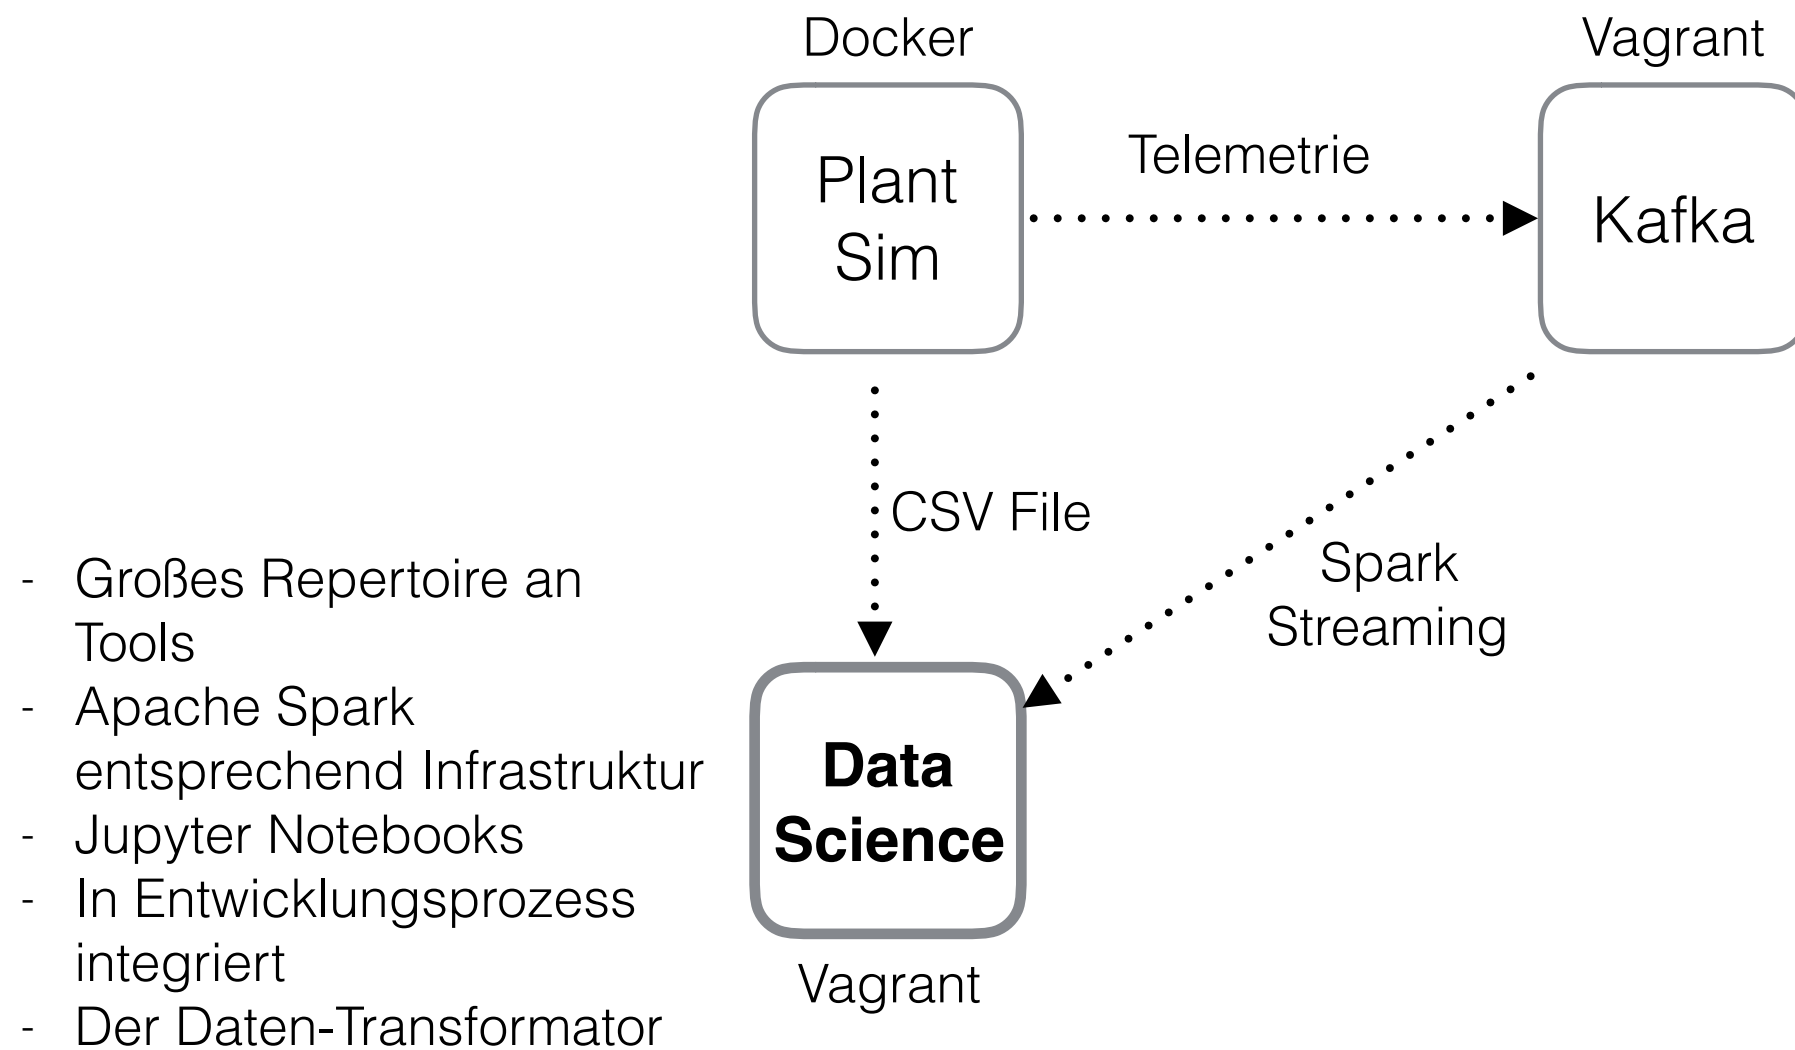 Docker
Vagrant
Plant
Sim
Telemetrie
Kafka
CSV File
Spark
Streaming
- Großes Repertoire an
Tools
- Apache Spark
entsprechend Infrastruktur
- Jupyter Notebooks
- In Entwicklungsprozess
integriert
- Der Daten-Transformator
Data
Science
Vagrant